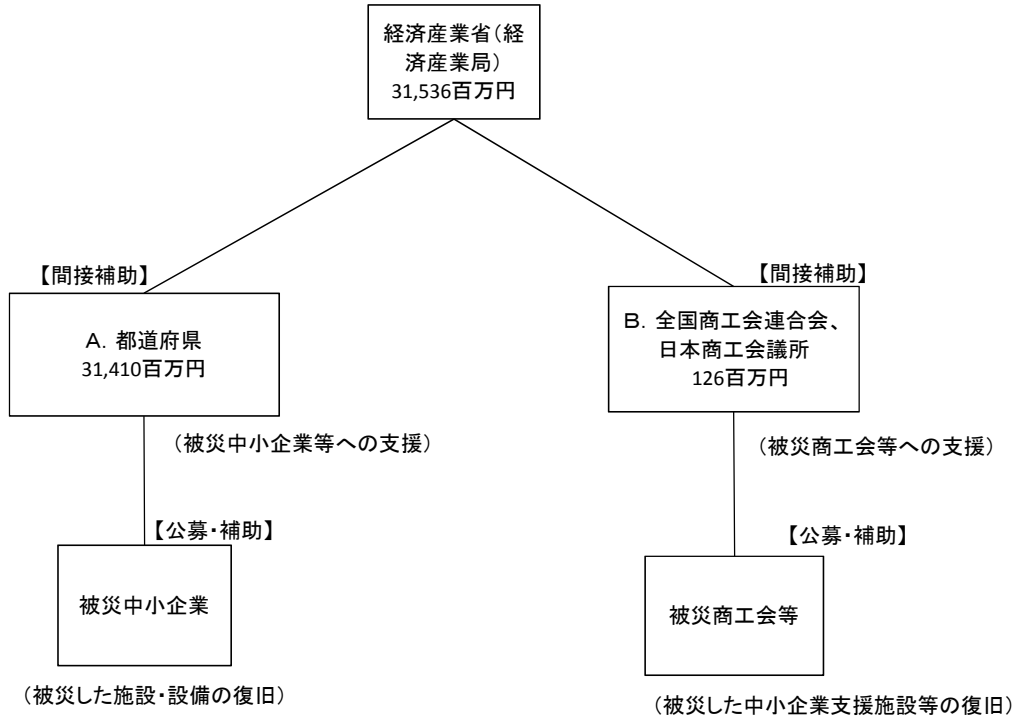 経済産業省（経
済産業局）
31,536百万円
【間接補助】
【間接補助】
A．都道府県
31,410百万円
B．全国商工会連合会、
日本商工会議所
126百万円
（被災中小企業等への支援）
（被災商工会等への支援）
【公募・補助】
【公募・補助】
被災中小企業
被災商工会等
（被災した施設・設備の復旧）
（被災した中小企業支援施設等の復旧）